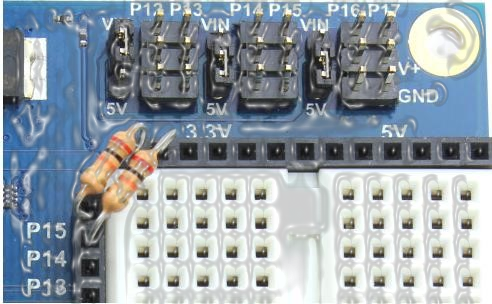 P12 P13 VIN P14 P15 VIN P16 P17
V+
GND
5V 5V 5V
3.3V 5V
P15
P14
P13